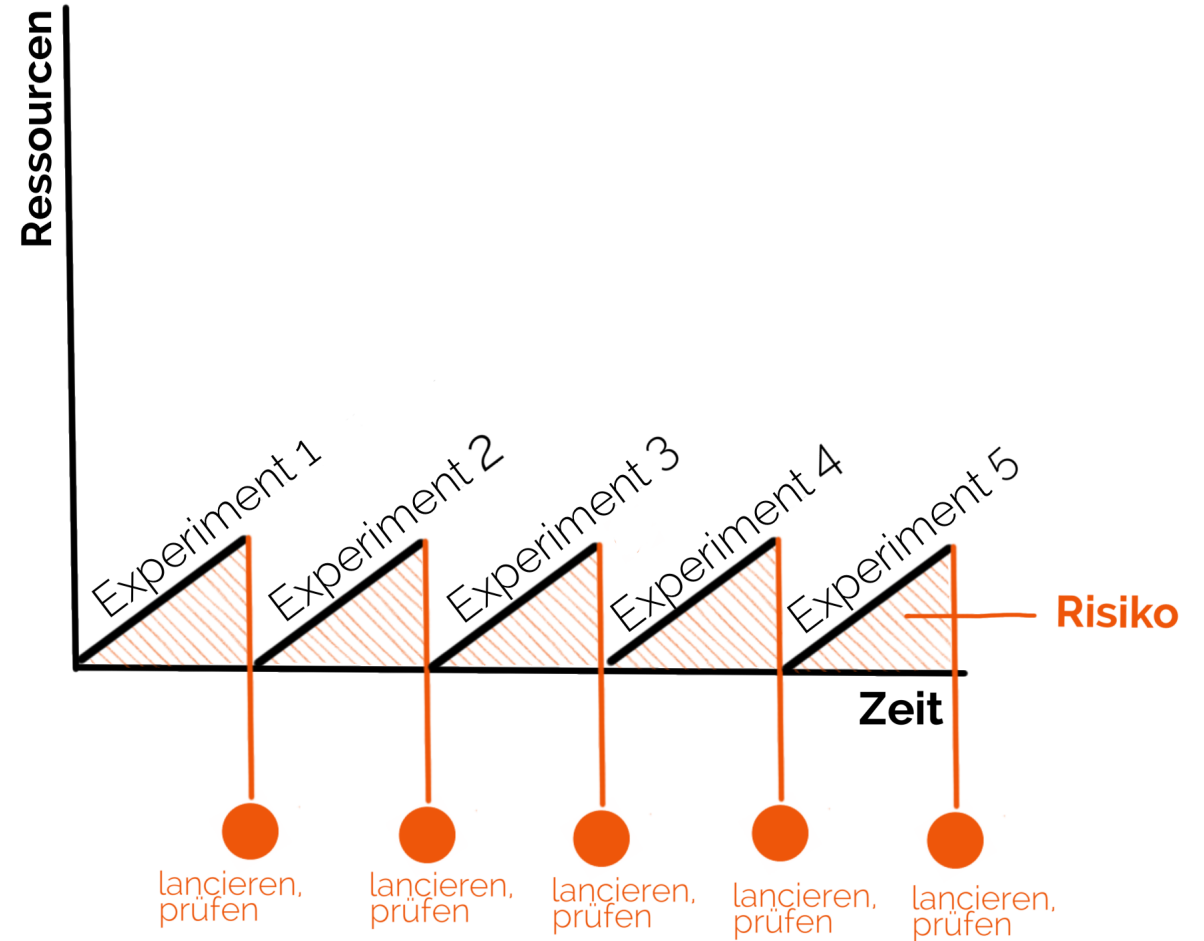 Ressourcen
Experiment 1
Experiment 2
Experiment 3
Experiment 4
Experiment 5
Risiko
Zeit
lancieren,
prüfen
lancieren,
prüfen
lancieren,
prüfen
lancieren,
prüfen
lancieren,
prüfen